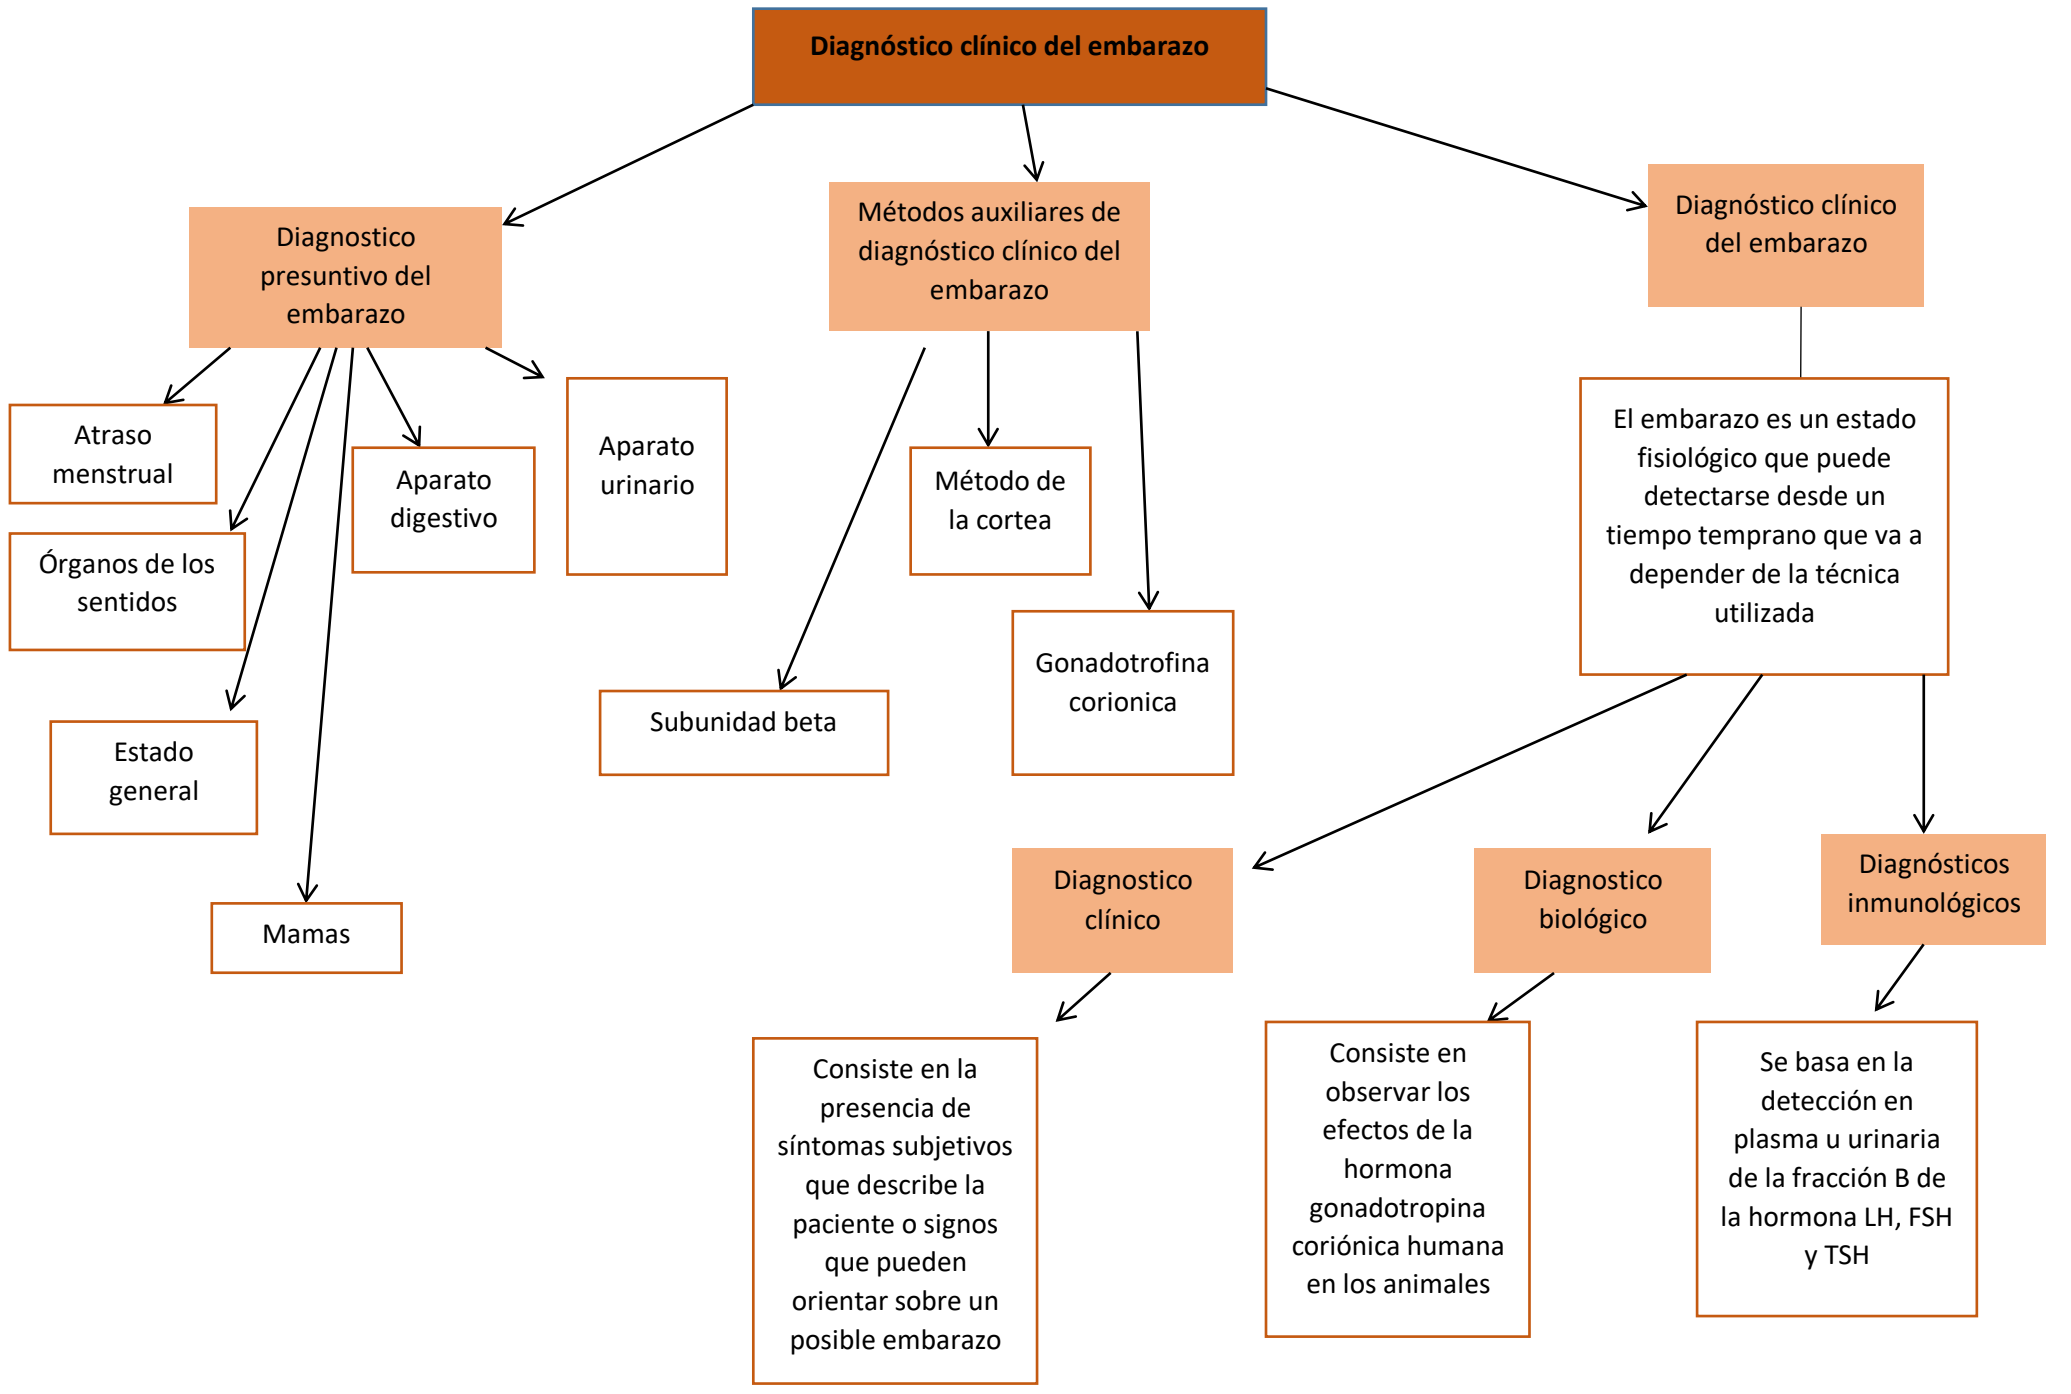 Diagnóstico clínico del embarazo
Diagnostico
presuntivo del
embarazo
Métodos auxiliares de
diagnóstico clínico del
embarazo
Diagnóstico clínico
del embarazo
Atraso
menstrual
Órganos de los
sentidos
Estado
general
Mamas
Aparato
digestivo
Aparato
urinario
Subunidad beta
Método de
la cortea
Gonadotrofina
corionica
El embarazo es un estado
fisiológico que puede
detectarse desde un
tiempo temprano que va a
depender de la técnica
utilizada
Diagnostico
clínico
Diagnostico
biológico
Diagnósticos
inmunológicos
Consiste en la
presencia de
síntomas subjetivos
que describe la
paciente o signos
que pueden
orientar sobre un
posible embarazo
Consiste en
observar los
efectos de la
hormona
gonadotropina
coriónica humana
en los animales
Se basa en la
detección en
plasma u urinaria
de la fracción B de
la hormona LH, FSH
y TSH